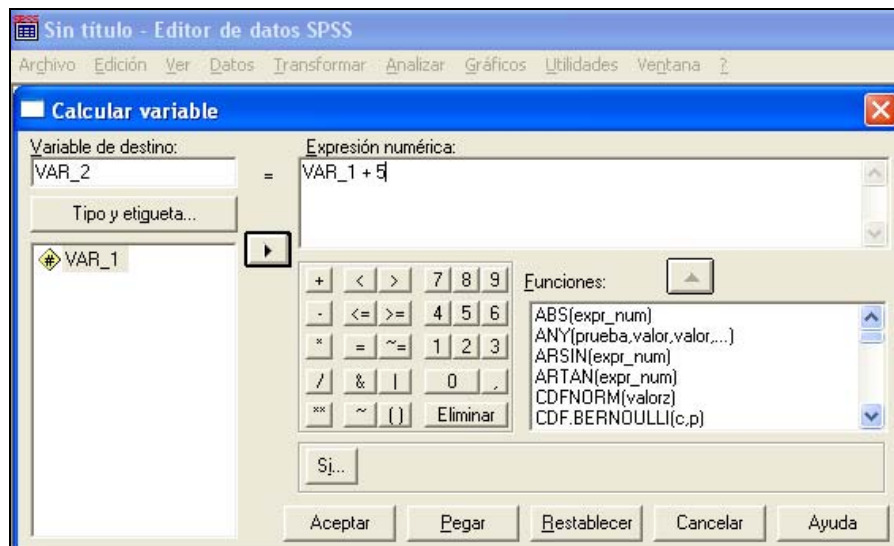 Sin título - Editor de datos SPSS
Archivo Edición Ver Datos Transformar Analizar Gráficos Utilidades Ventana ?
Calcular variable
Variable de destino:
VAR_2
=
Expresión numérica:
VAR_1 + 5
Tipo y etiqueta...
VAR_1
+ < > 7 8 9
- <= >= 4 5 6
* = ~= 1 2 3
/ & | 0 ,
** ~ () Eliminar
Funciones:
ABS(expr_num)
ANY(prueba,valor,valor,...)
ARSIN(expr_num)
ARTAN(expr_num)
CDFNORM(valorz)
CDF.BERNOULLI(c,p)
Si...
Aceptar Pegar Restablecer Cancelar Ayuda